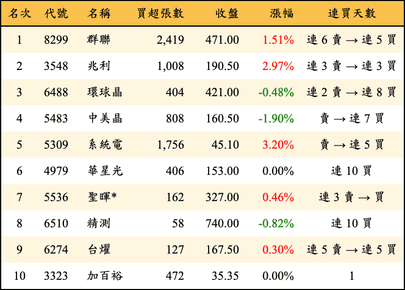 名次 代號 名稱 買超張數 收盤 漲幅 連買天數
1 8299 群聯 2,419 471.00 1.51% 連 6 賣 → 連 5 買
2 3548 兆利 1,008 190.50 2.97% 連 3 賣 → 連 3 買
3 6488 環球晶 404 421.00 -0.48% 連 2 賣 → 連 8 買
4 5483 中美晶 808 160.50 -1.90% 賣 → 連 7 買
5 5309 系統電 1,756 45.10 3.20% 賣 → 連 5 買
6 4979 華星光 406 153.00 0.00% 連 10 買
7 5536 聖暉* 162 327.00 0.46% 連 3 賣 → 買
8 6510 精測 58 740.00 -0.82% 連 10 買
9 6274 台燿 127 167.50 0.30% 連 5 賣 → 連 5 買
10 3323 加百裕 472 35.35 0.00% 1